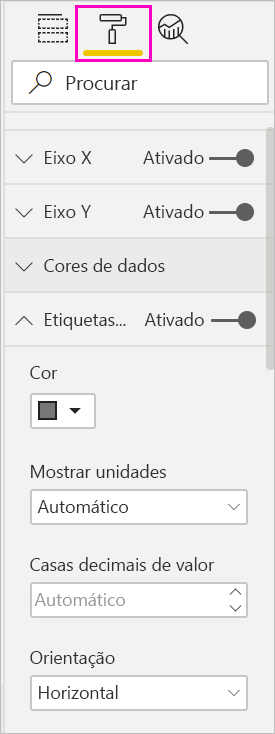 Procurar
Eixo X Ativado
Eixo Y Ativado
Cores de dados
Etiquetas... Ativado
Cor
Mostrar unidades
Automático
Casas decimais de valor
Automático
Orientação
Horizontal